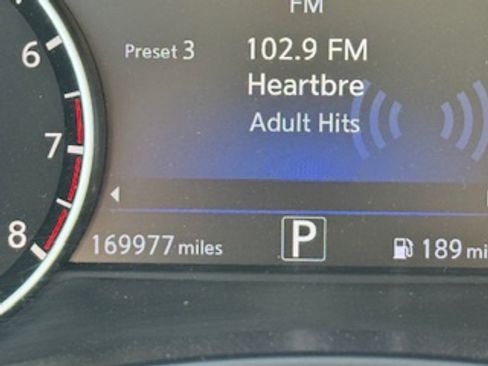 FM
Preset 3
102.9 FM
Heartbre
Adult Hits
6
7
8
169977 miles
P
189 mi